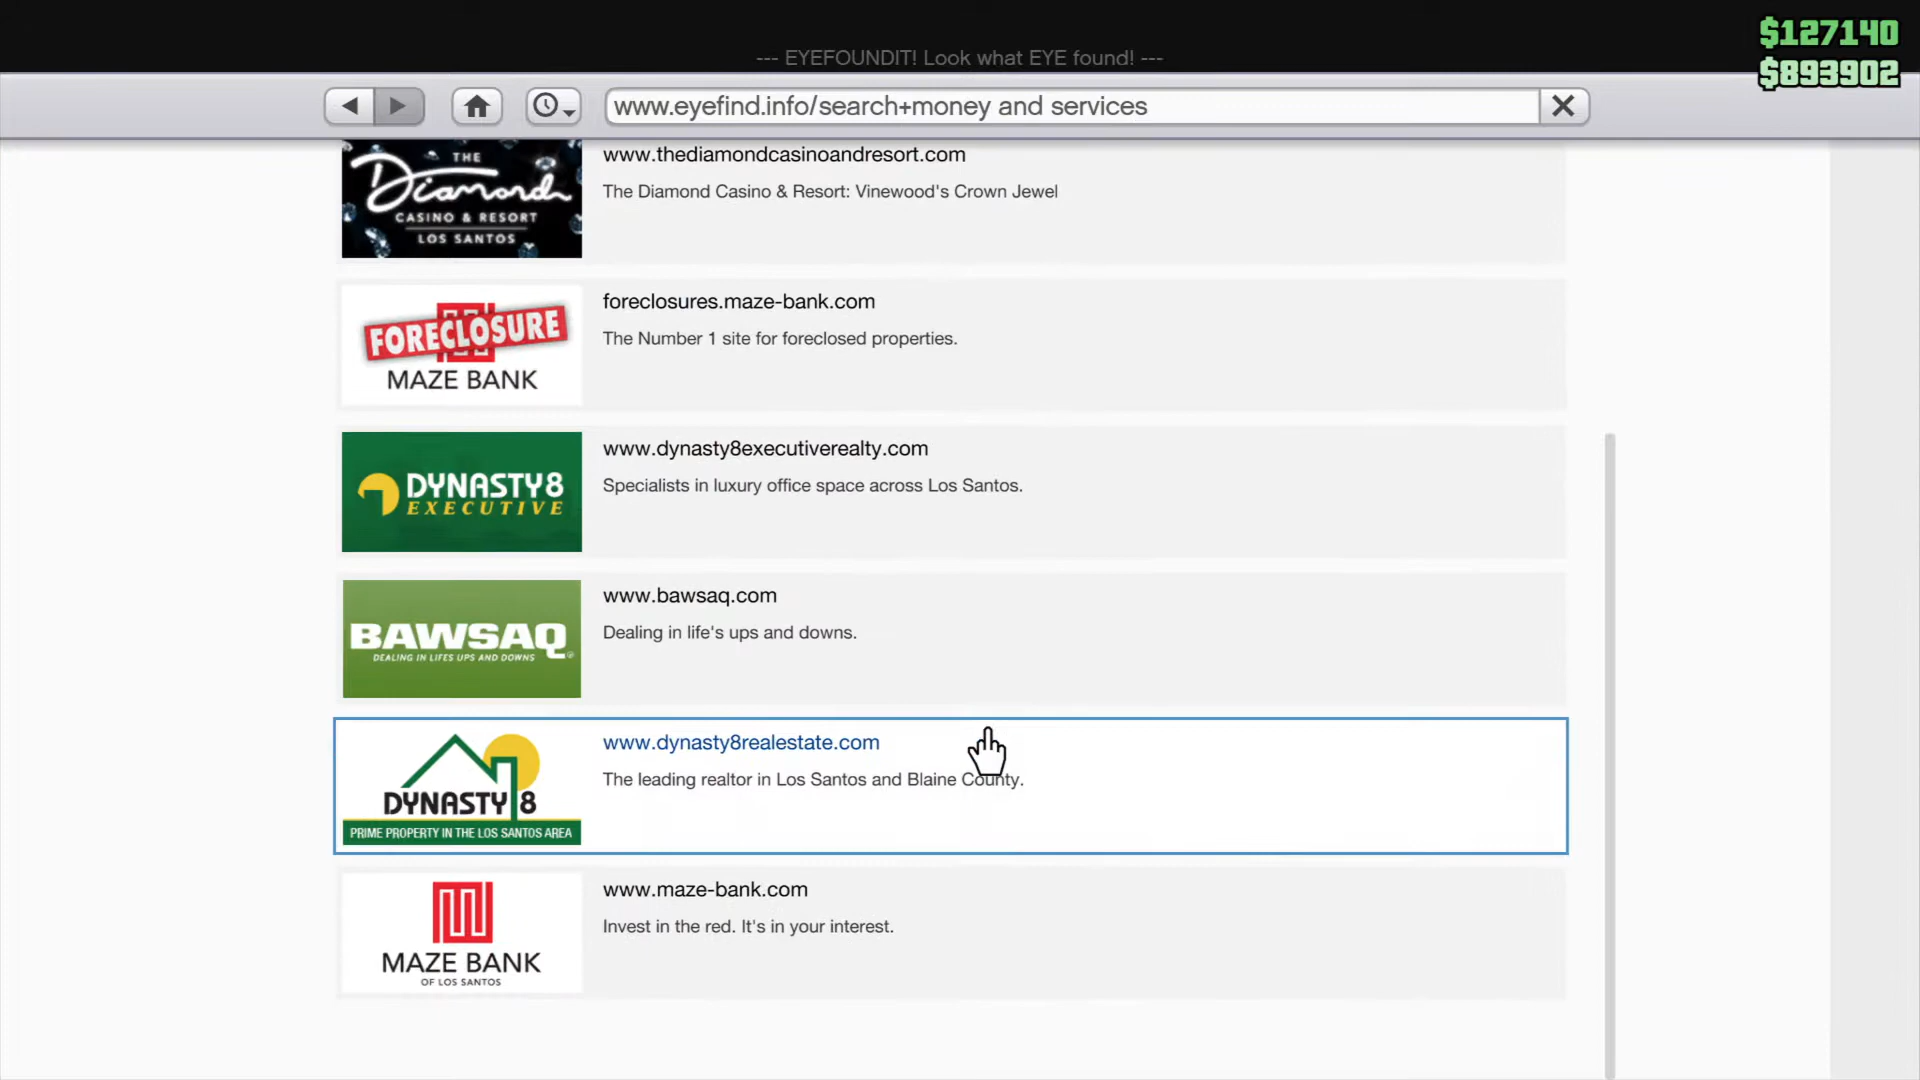 $127140
$893902
--- EYEFOUNDIT! Look what EYE found! ---
www.eyefind.info/search+money and services
THE
Diamond
CASINO & RESORT
LOS SANTOS
www.thediamondcasinoandresort.com
The Diamond Casino & Resort: Vinewood's Crown Jewel
FORECLOSURE
MAZE BANK
foreclosures.maze-bank.com
The Number 1 site for foreclosed properties.
DYNASTY8
EXECUTIVE
www.dynasty8executiverealty.com
Specialists in luxury office space across Los Santos.
BAWSAQ
DEALING IN LIFES UPS AND DOWNS
www.bawsaq.com
Dealing in life's ups and downs.
DYNASTY 8
PRIME PROPERTY IN THE LOS SANTOS AREA
www.dynasty8realestate.com
The leading realtor in Los Santos and Blaine County.
MAZE BANK
OF LOS SANTOS
www.maze-bank.com
Invest in the red. It's in your interest.